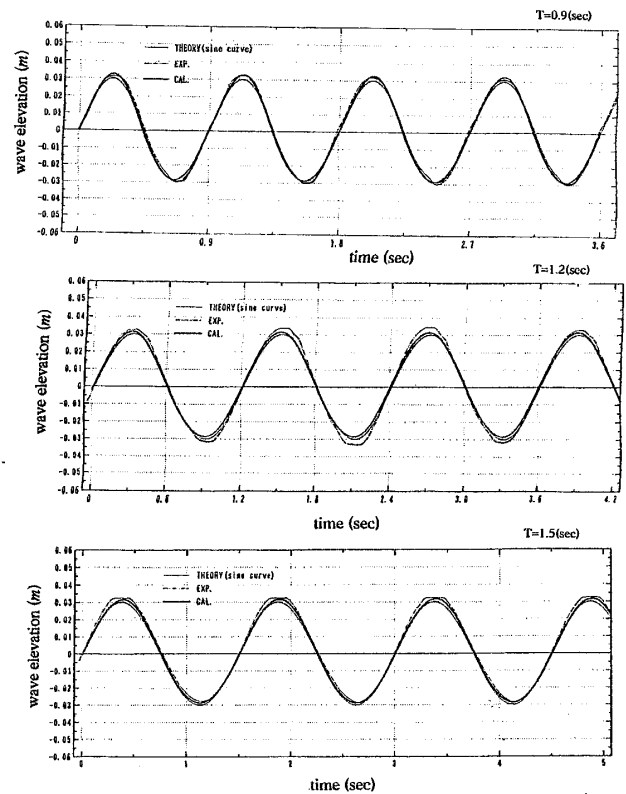 T=0.9(sec)
wave elevation (m)
0.06
0.05
0.04
0.03
0.02
0.01
0
-0.01
-0.02
-0.03
-0.04
-0.05
-0.06
THEORY(sine curve)
EXP.
CAL.
0 0.9 1.8 2.7 3.6
time (sec)
T=1.2(sec)
wave elevation (m)
0.06
0.05
0.04
0.03
0.02
0.01
0
-0.01
-0.02
-0.03
-0.04
-0.05
-0.06
THEORY(sine curve)
EXP.
CAL.
0 0.6 1.2 1.8 2.4 3.0 3.6 4.2
time (sec)
T=1.5(sec)
wave elevation (m)
0.06
0.05
0.04
0.03
0.02
0.01
0
-0.01
-0.02
-0.03
-0.04
-0.05
-0.06
THEORY(sine curve)
EXP.
CAL.
0 1 2 3 4 5
time (sec)